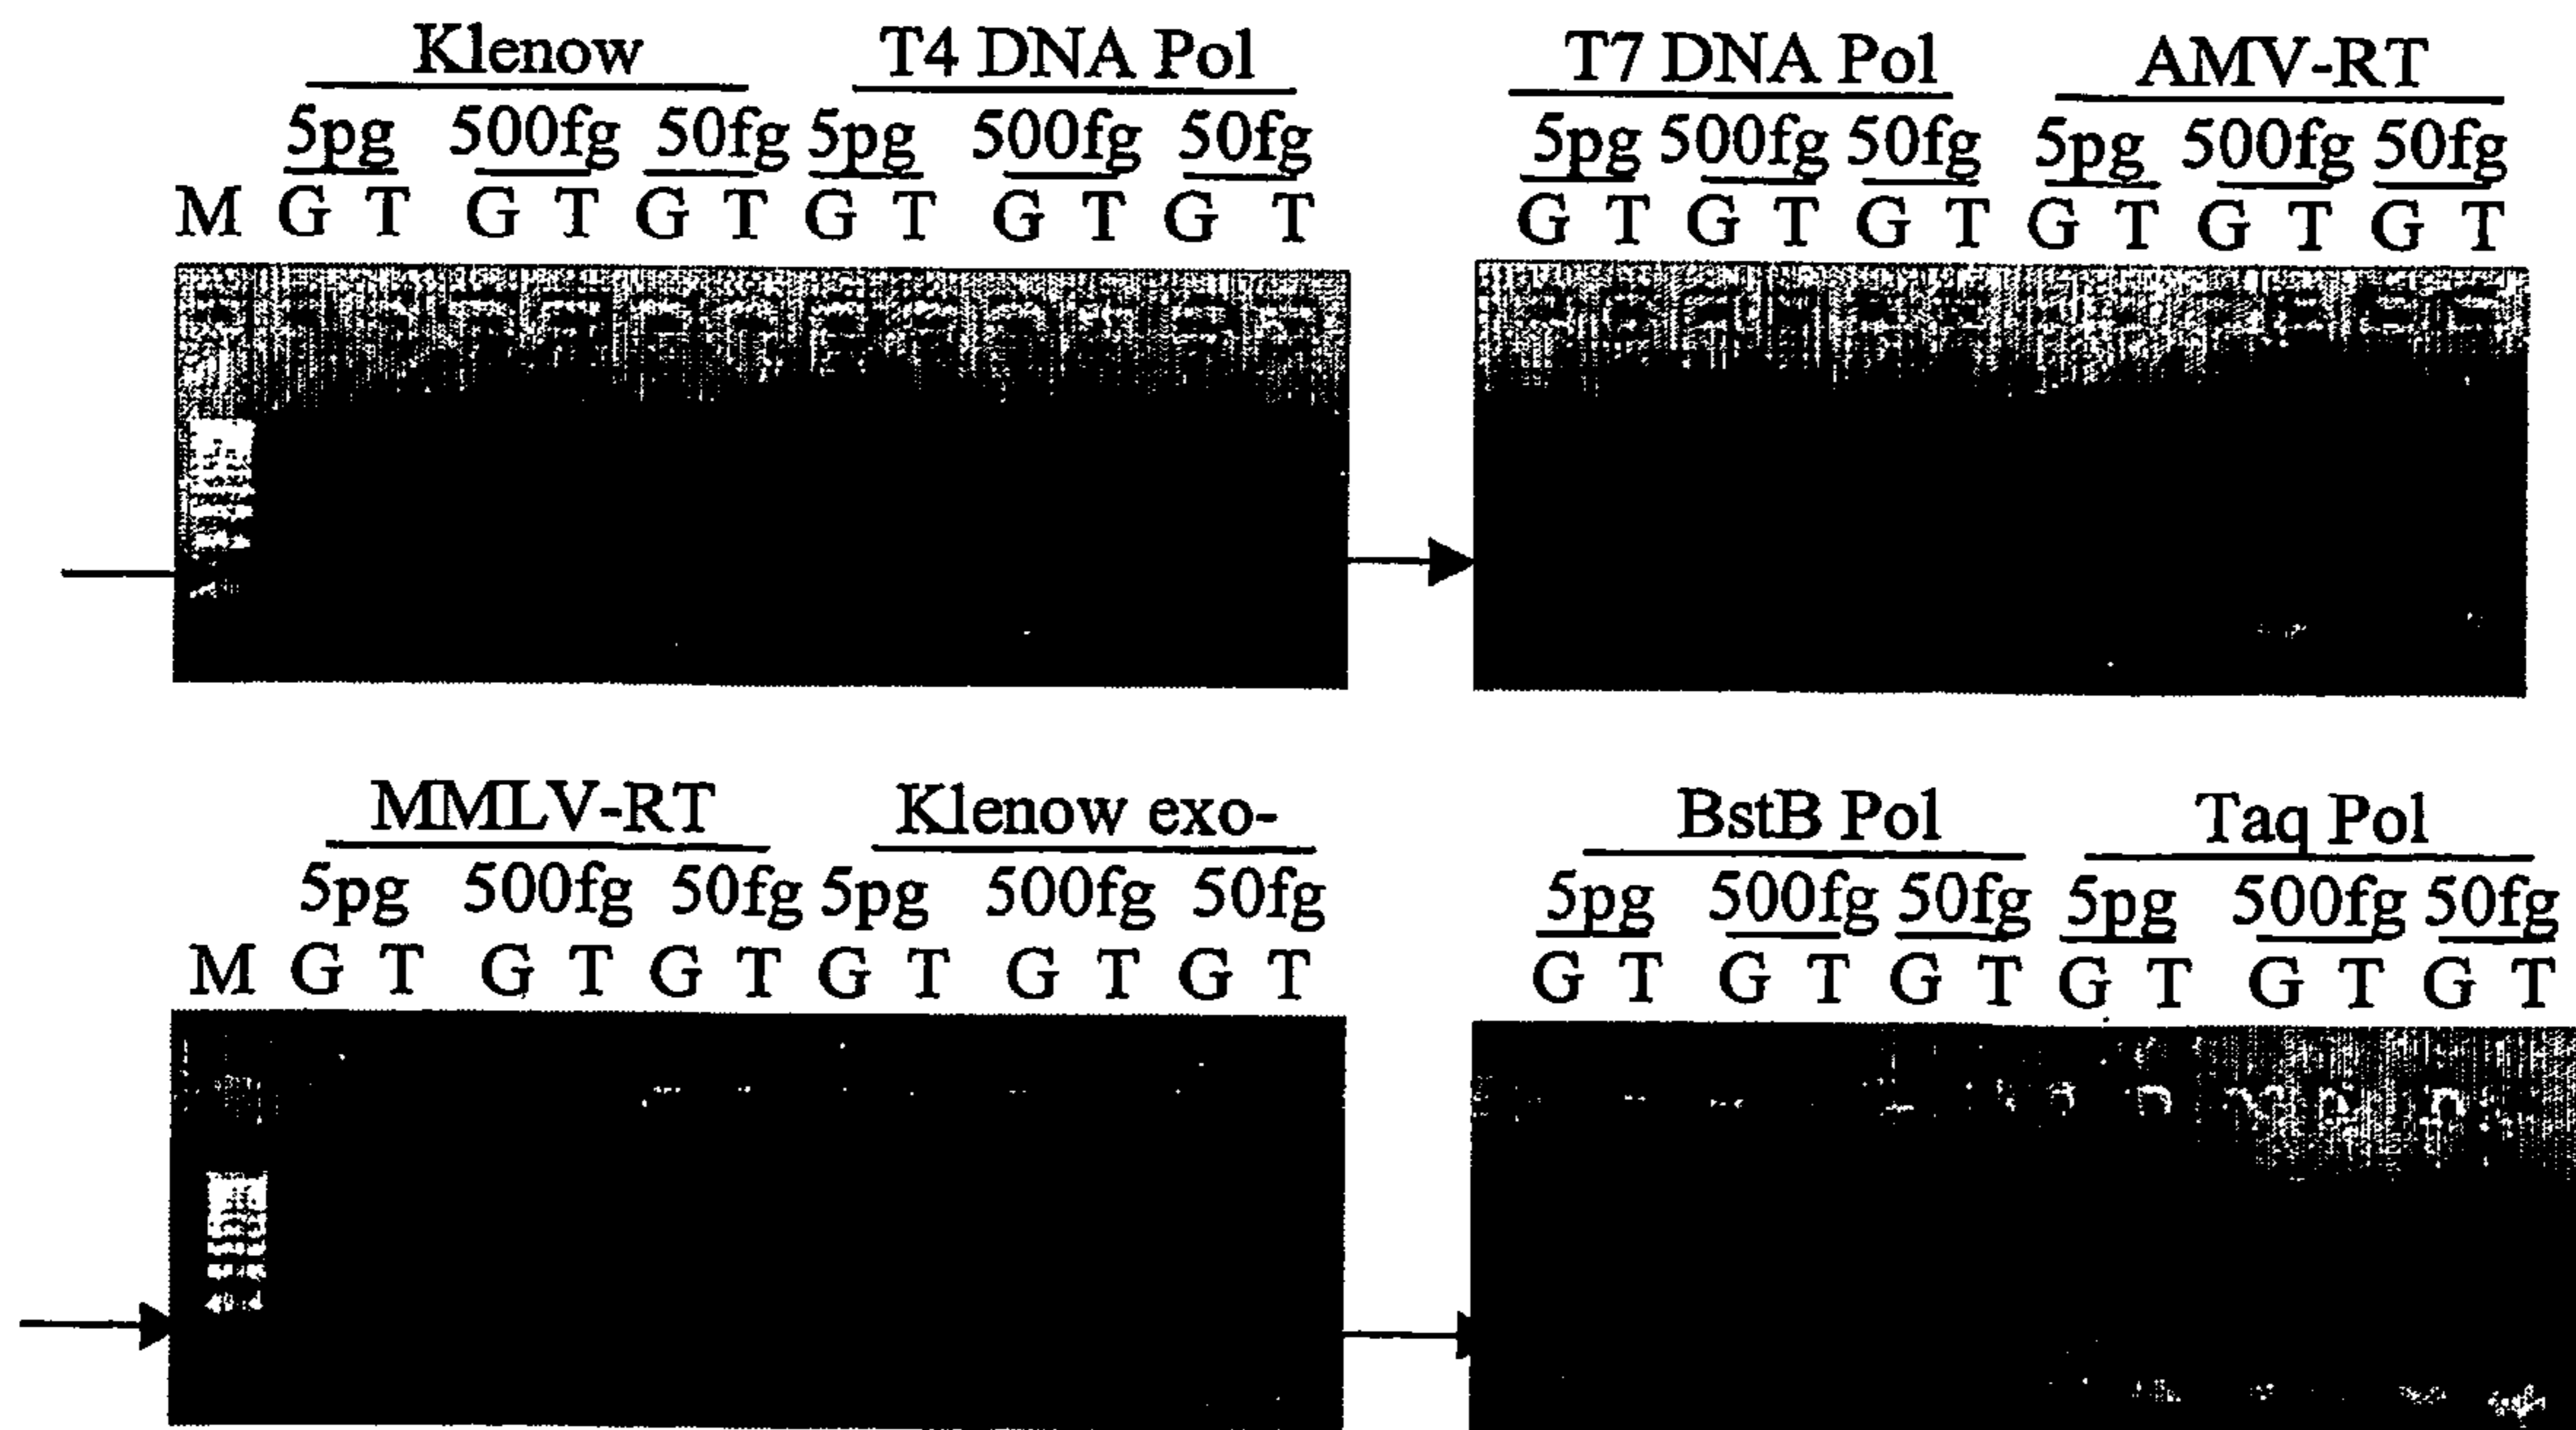 Klenow T4 DNA Pol T7 DNA Pol AMV-RT
5pg 500fg 50fg 5pg 500fg 50fg 5pg 500fg 50fg 5pg 500fg 50fg
M G T G T G T G T G T G T G T G T G T G T G T G T
MMLV-RT Klenow exo- BstB Pol Taq Pol
5pg 500fg 50fg 5pg 500fg 50fg 5pg 500fg 50fg 5pg 500fg 50fg
M G T G T G T G T G T G T G T G T G T G T G T G T